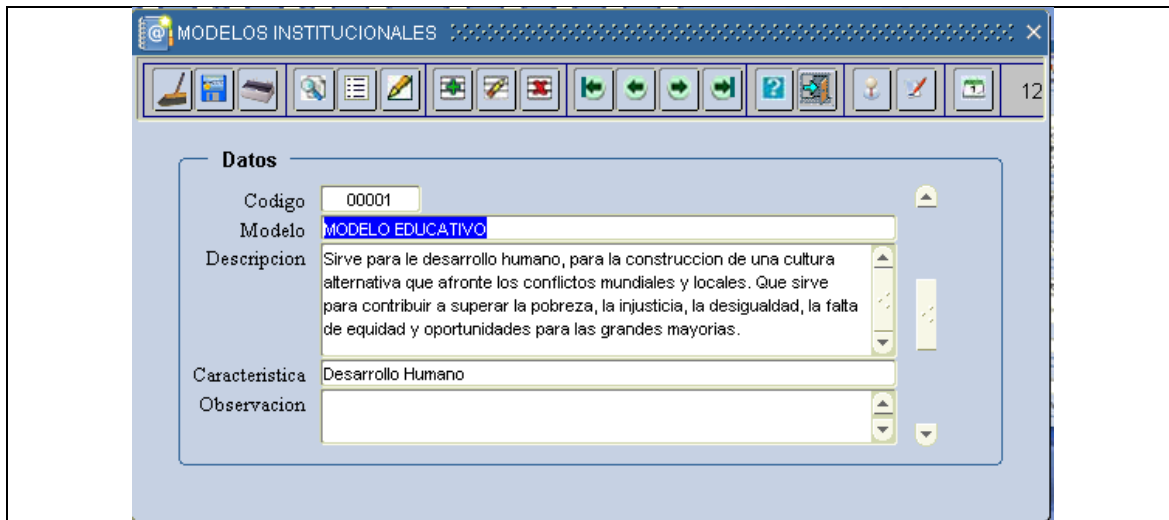 MODELOS INSTITUCIONALES
12
Datos
Codigo 00001
Modelo MODELO EDUCATIVO
Descripcion Sirve para le desarrollo humano, para la construccion de una cultura
alternativa que afronte los conflictos mundiales y locales. Que sirve
para contribuir a superar la pobreza, la injusticia, la desigualdad, la falta
de equidad y oportunidades para las grandes mayorias.
Caracteristica Desarrollo Humano
Observacion